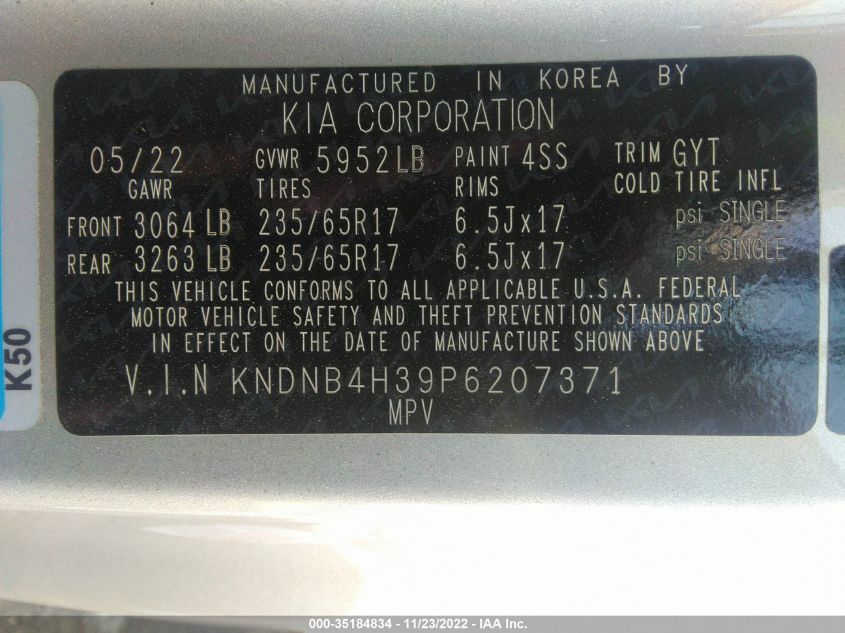 MANUFACTURED IN KOREA BY
KIA CORPORATION
05/22 GVWR 5952LB PAINT 4SS TRIM GYT
GAWR TIRES RIMS COLD TIRE INFL
FRONT 3064 LB 235/65R17 6.5Jx17 psi SINGLE
REAR 3263 LB 235/65R17 6.5Jx17 psi SINGLE
THIS VEHICLE CONFORMS TO ALL APPLICABLE U.S.A. FEDERAL
MOTOR VEHICLE SAFETY AND THEFT PREVENTION STANDARDS
IN EFFECT ON THE DATE OF MANUFACTURE SHOWN ABOVE
V.I.N KNDNB4H39P6207371
MPV
K50
000-35184834 - 11/23/2022 - IAA Inc.